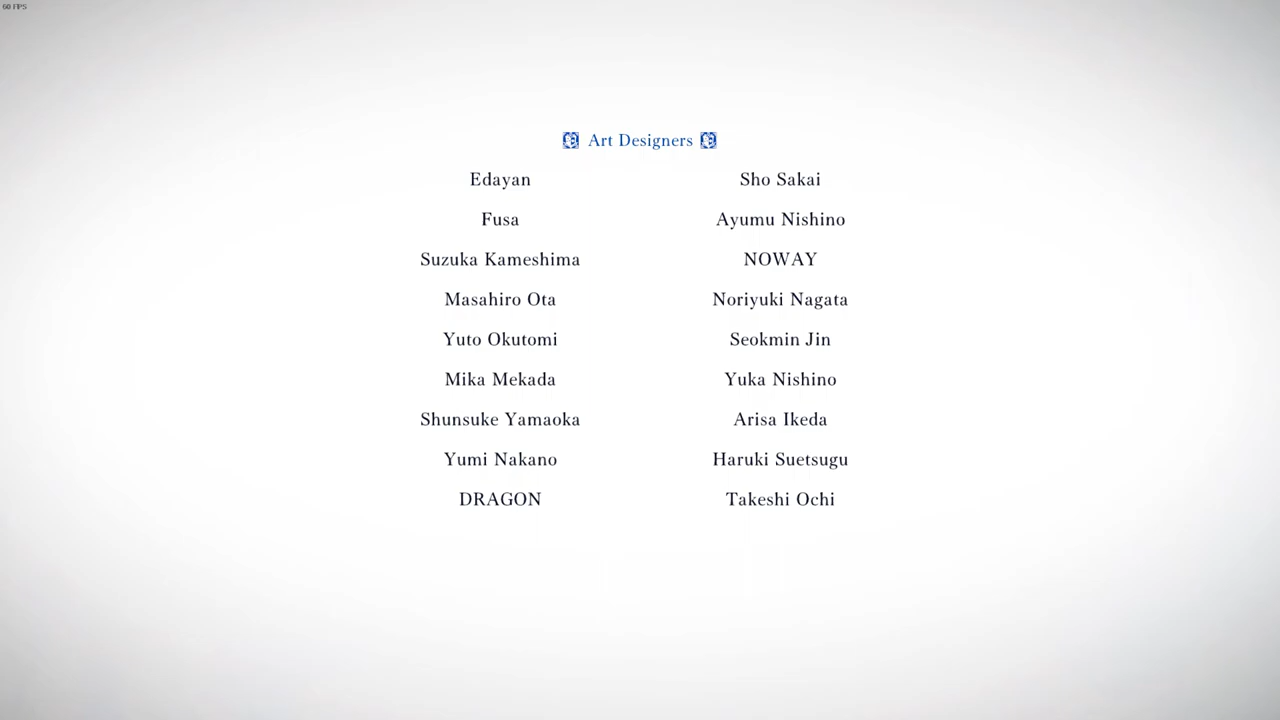 60 FPS
Art Designers
Edayan Sho Sakai
Fusa Ayumu Nishino
Suzuka Kameshima NOWAY
Masahiro Ota Noriyuki Nagata
Yuto Okutomi Seokmin Jin
Mika Mekada Yuka Nishino
Shunsuke Yamaoka Arisa Ikeda
Yumi Nakano Haruki Suetsugu
DRAGON Takeshi Ochi